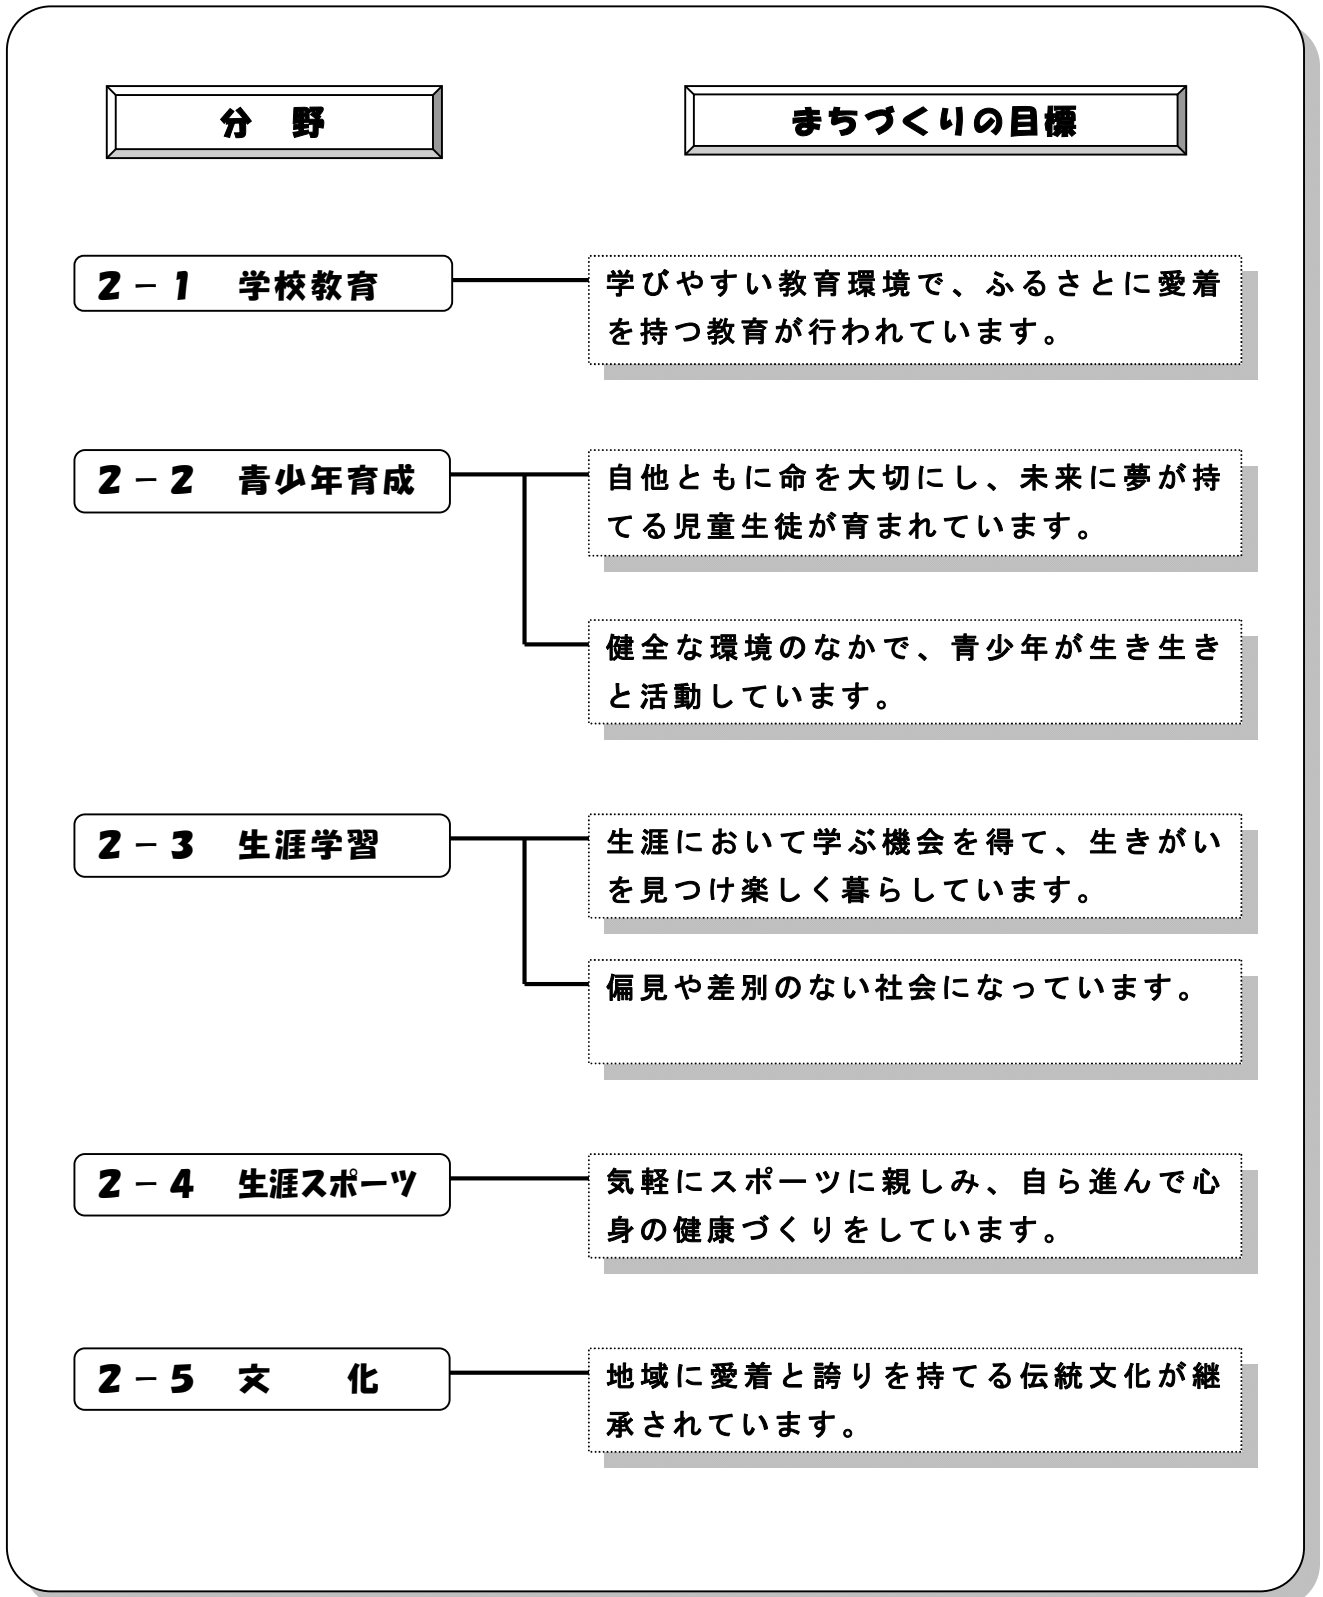 分　野
まちづくりの目標
２－１　学校教育
学びやすい教育環境で、ふるさとに愛着
を持つ教育が行われています。
２－２　青少年育成
自他ともに命を大切にし、未来に夢が持
てる児童生徒が育まれています。
健全な環境のなかで、青少年が生き生き
と活動しています。
２－３　生涯学習
生涯において学ぶ機会を得て、生きがい
を見つけ楽しく暮らしています。
偏見や差別のない社会になっています。
２－４　生涯スポーツ
気軽にスポーツに親しみ、自ら進んで心
身の健康づくりをしています。
２－５　文　　化
地域に愛着と誇りを持てる伝統文化が継
承されています。